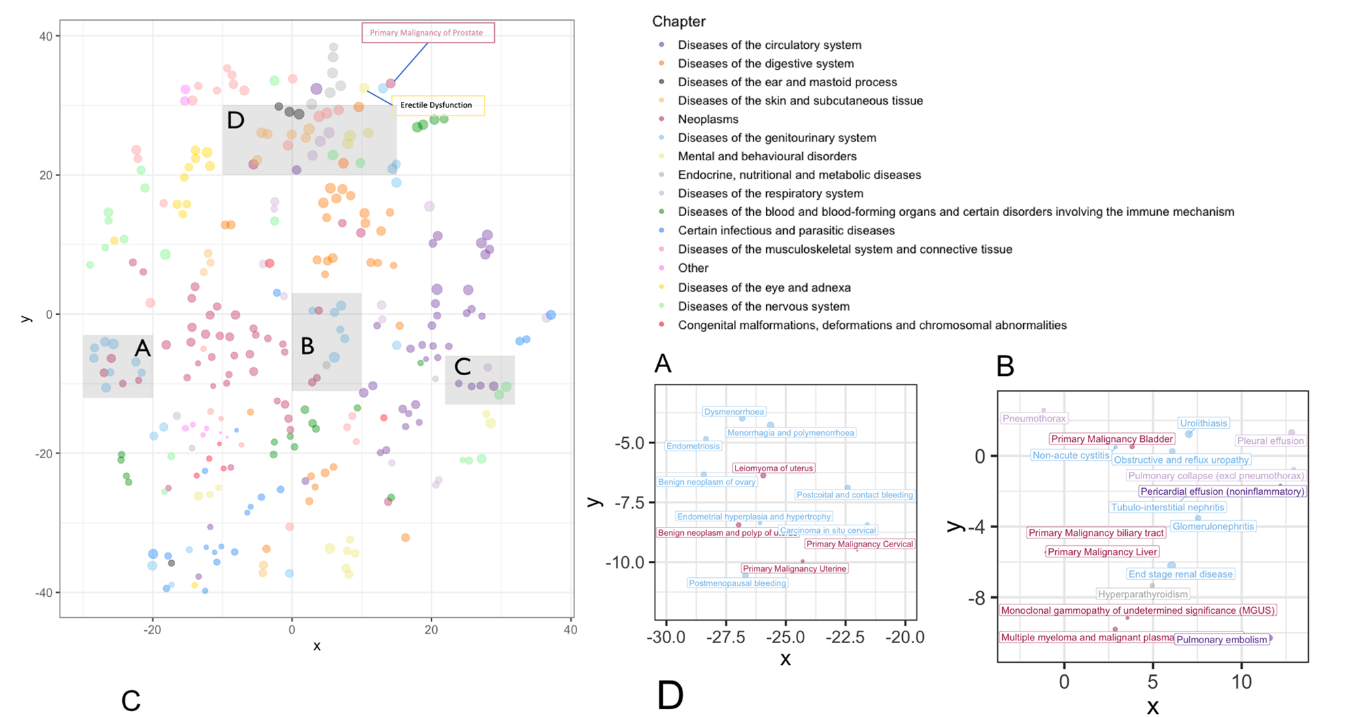 Primary Malignancy of Prostate
Erectile Dysfunction
D
A
B
C
40
20
0
-20
-40
y
-20
0
20
40
x
Chapter
Diseases of the circulatory system
Diseases of the digestive system
Diseases of the ear and mastoid process
Diseases of the skin and subcutaneous tissue
Neoplasms
Diseases of the genitourinary system
Mental and behavioural disorders
Endocrine, nutritional and metabolic diseases
Diseases of the respiratory system
Diseases of the blood and blood-forming organs and certain disorders involving the immune mechanism
Certain infectious and parasitic diseases
Diseases of the musculoskeletal system and connective tissue
Other
Diseases of the eye and adnexa
Diseases of the nervous system
Congenital malformations, deformations and chromosomal abnormalities
A
Dysmenorrhoea
Menorrhagia and polymenorrhoea
Endometriosis
Leiomyoma of uterus
Benign neoplasm of ovary
Postcoital and contact bleeding
Endometrial hyperplasia and hypertrophy
Carcinoma in situ cervical
Benign neoplasm and polyp of
Primary Malignancy Cervical
Primary Malignancy Uterine
Postmenopausal bleeding
-5.0
-7.5
-10.0
y
-30.0
-27.5
-25.0
-22.5
-20.0
x
B
Pneumothorax
Urolithiasis
Primary Malignancy Bladder
Pleural effusion
Non-acute cystitis
Obstructive and reflux uropathy
Pulmonary collapse (excl pneumothorax)
Pericardial effusion (noninflammatory)
Tubulo-interstitial nephritis
Glomerulonephritis
Primary Malignancy biliary tract
Primary Malignancy Liver
End stage renal disease
Hyperparathyroidism
Monoclonal gammopathy of undetermined significance (MGUS)
Multiple myeloma and malignant plasma
Pulmonary embolism
0
-4
-8
y
0
5
10
x
C
D